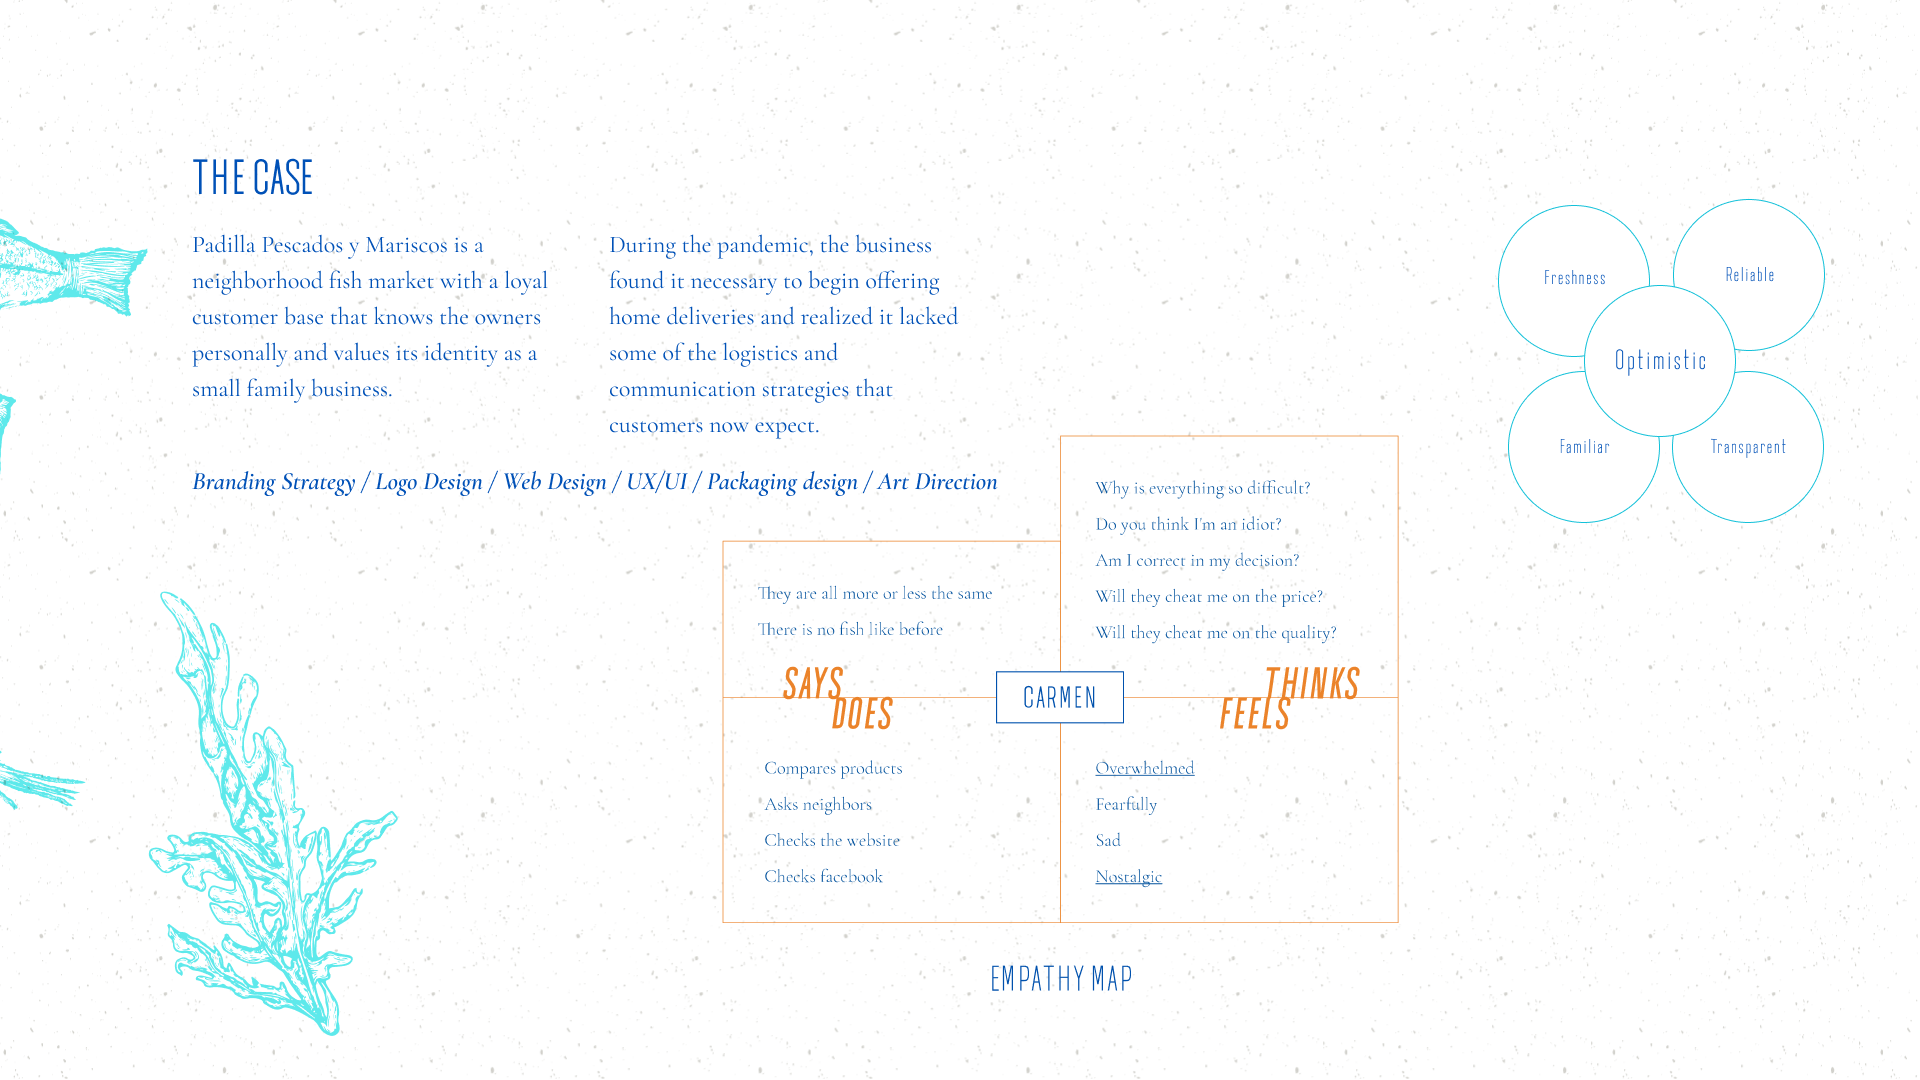 THE CASE
Padilla Pescados y Mariscos is a
neighborhood fish market with a loyal
customer base that knows the owners
personally and values its identity as a
small family business.
During the pandemic, the business
found it necessary to begin offering
home deliveries and realized it lacked
some of the logistics and
communication strategies that
customers now expect.
Branding Strategy / Logo Design / Web Design / UX/UI / Packaging design / Art Direction
They are all more or less the same
There is no fish like before
SAYS
DOES
Compares products
Asks neighbors
Checks the website
Checks facebook
CARMEN
Why is everything so difficult?
Do you think I'm an idiot?
Am I correct in my decision?
Will they cheat me on the price?
Will they cheat me on the quality?
THINKS
FEELS
Overwhelmed
Fearfully
Sad
Nostalgic
EMPATHY MAP
Freshness
Reliable
Optimistic
Familiar
Transparent